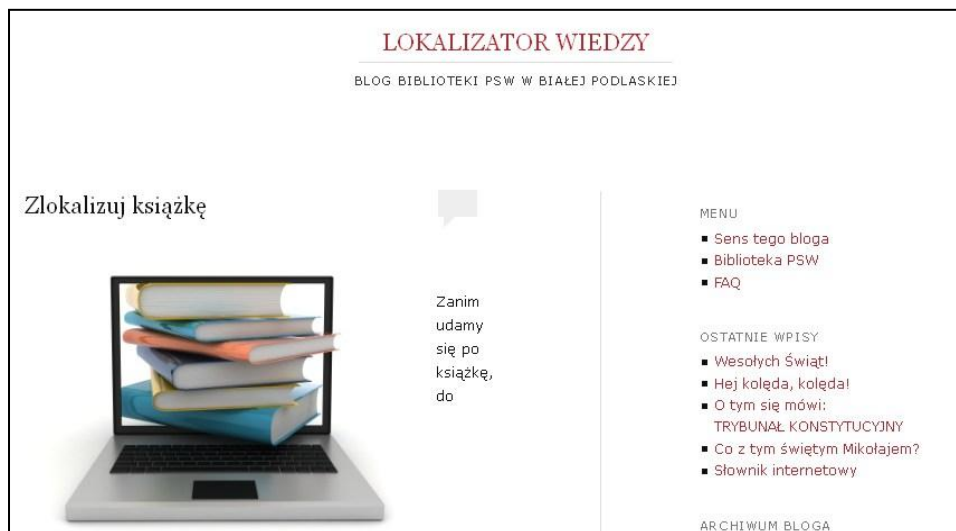 LOKALIZATOR WIEDZY
BLOG BIBLIOTEKI PSW W BIAŁEJ PODLASKIEJ
Zlokalizuj książkę
Zanim
udamy
się po
książkę,
do
MENU
Sens tego bloga
Biblioteka PSW
FAQ
OSTATNIE WPISY
Wesołych Świąt!
Hej kolęda, kolęda!
O tym się mówi:
TRYBUNAŁ KONSTYTUCYJNY
Co z tym świętym Mikołajem?
Słownik internetowy
ARCHIWUM BLOGA